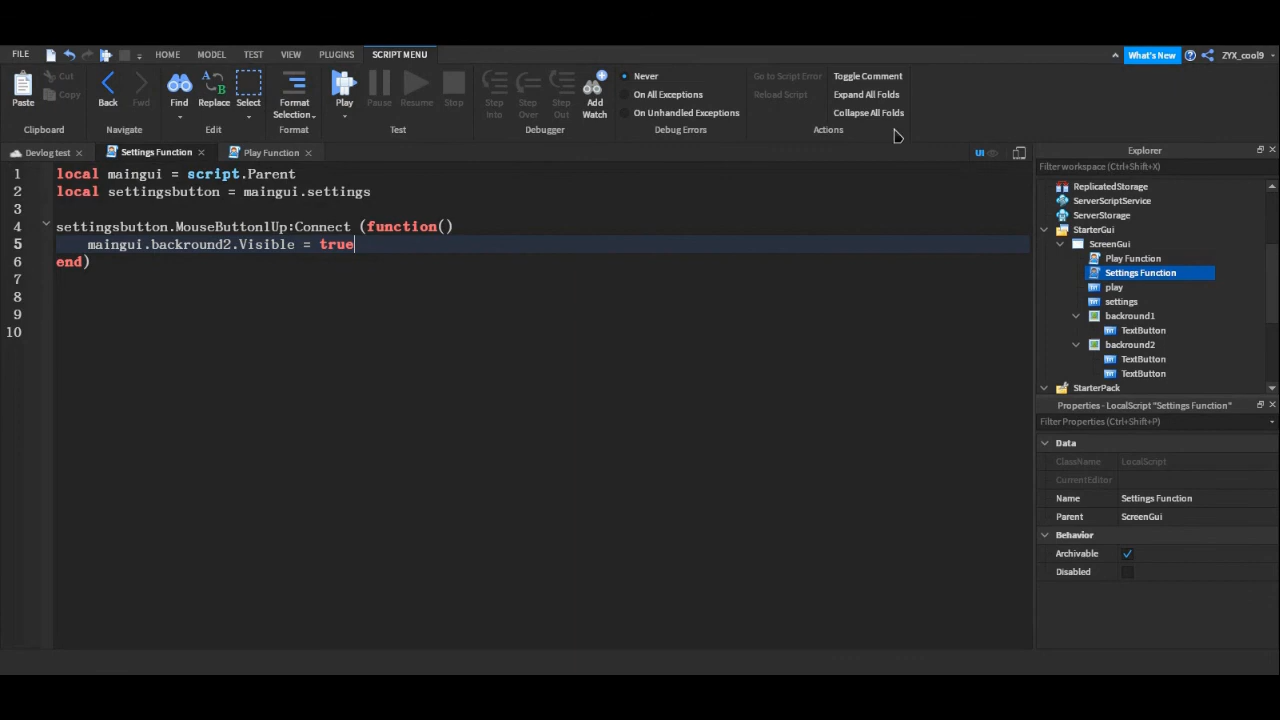 FILE HOME MODEL TEST VIEW PLUGINS SCRIPT MENU What's New ZYX_cool9
Paste Cut Copy
Clipboard
Back Fwd
Navigate
Find Replace Select
Edit
Format Selection
Format
Play Pause Resume Stop
Test
Step Into Step Over Step Out Add Watch
Debugger
Never
On All Exceptions
On Unhandled Exceptions
Debug Errors
Go to Script Error
Reload Script
Toggle Comment
Expand All Folds
Collapse All Folds
Actions
Devlog test Settings Function Play Function UI
1 local maingui = script.Parent
2 local settingsbutton = maingui.settings
3
4 settingsbutton.MouseButton1Up:Connect (function()
5 maingui.backround2.Visible = true
6 end)
7
8
9
10
Explorer
Filter workspace (Ctrl+Shift+X)
ReplicatedStorage
ServerScriptService
ServerStorage
StarterGui
ScreenGui
Play Function
Settings Function
play
settings
backround1
TextButton
backround2
TextButton
TextButton
StarterPack
Properties - LocalScript "Settings Function"
Filter Properties (Ctrl+Shift+P)
Data
ClassName LocalScript
CurrentEditor
Name Settings Function
Parent ScreenGui
Behavior
Archivable
Disabled